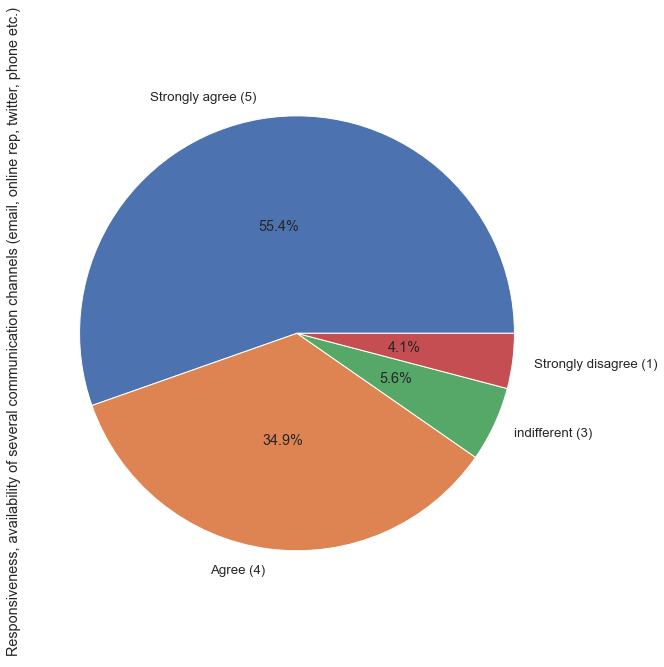 Responsiveness, availability of several communication channels (email, online rep, twitter, phone etc.)
Strongly agree (5)
55.4%
4.1%
Strongly disagree (1)
5.6%
indifferent (3)
34.9%
Agree (4)